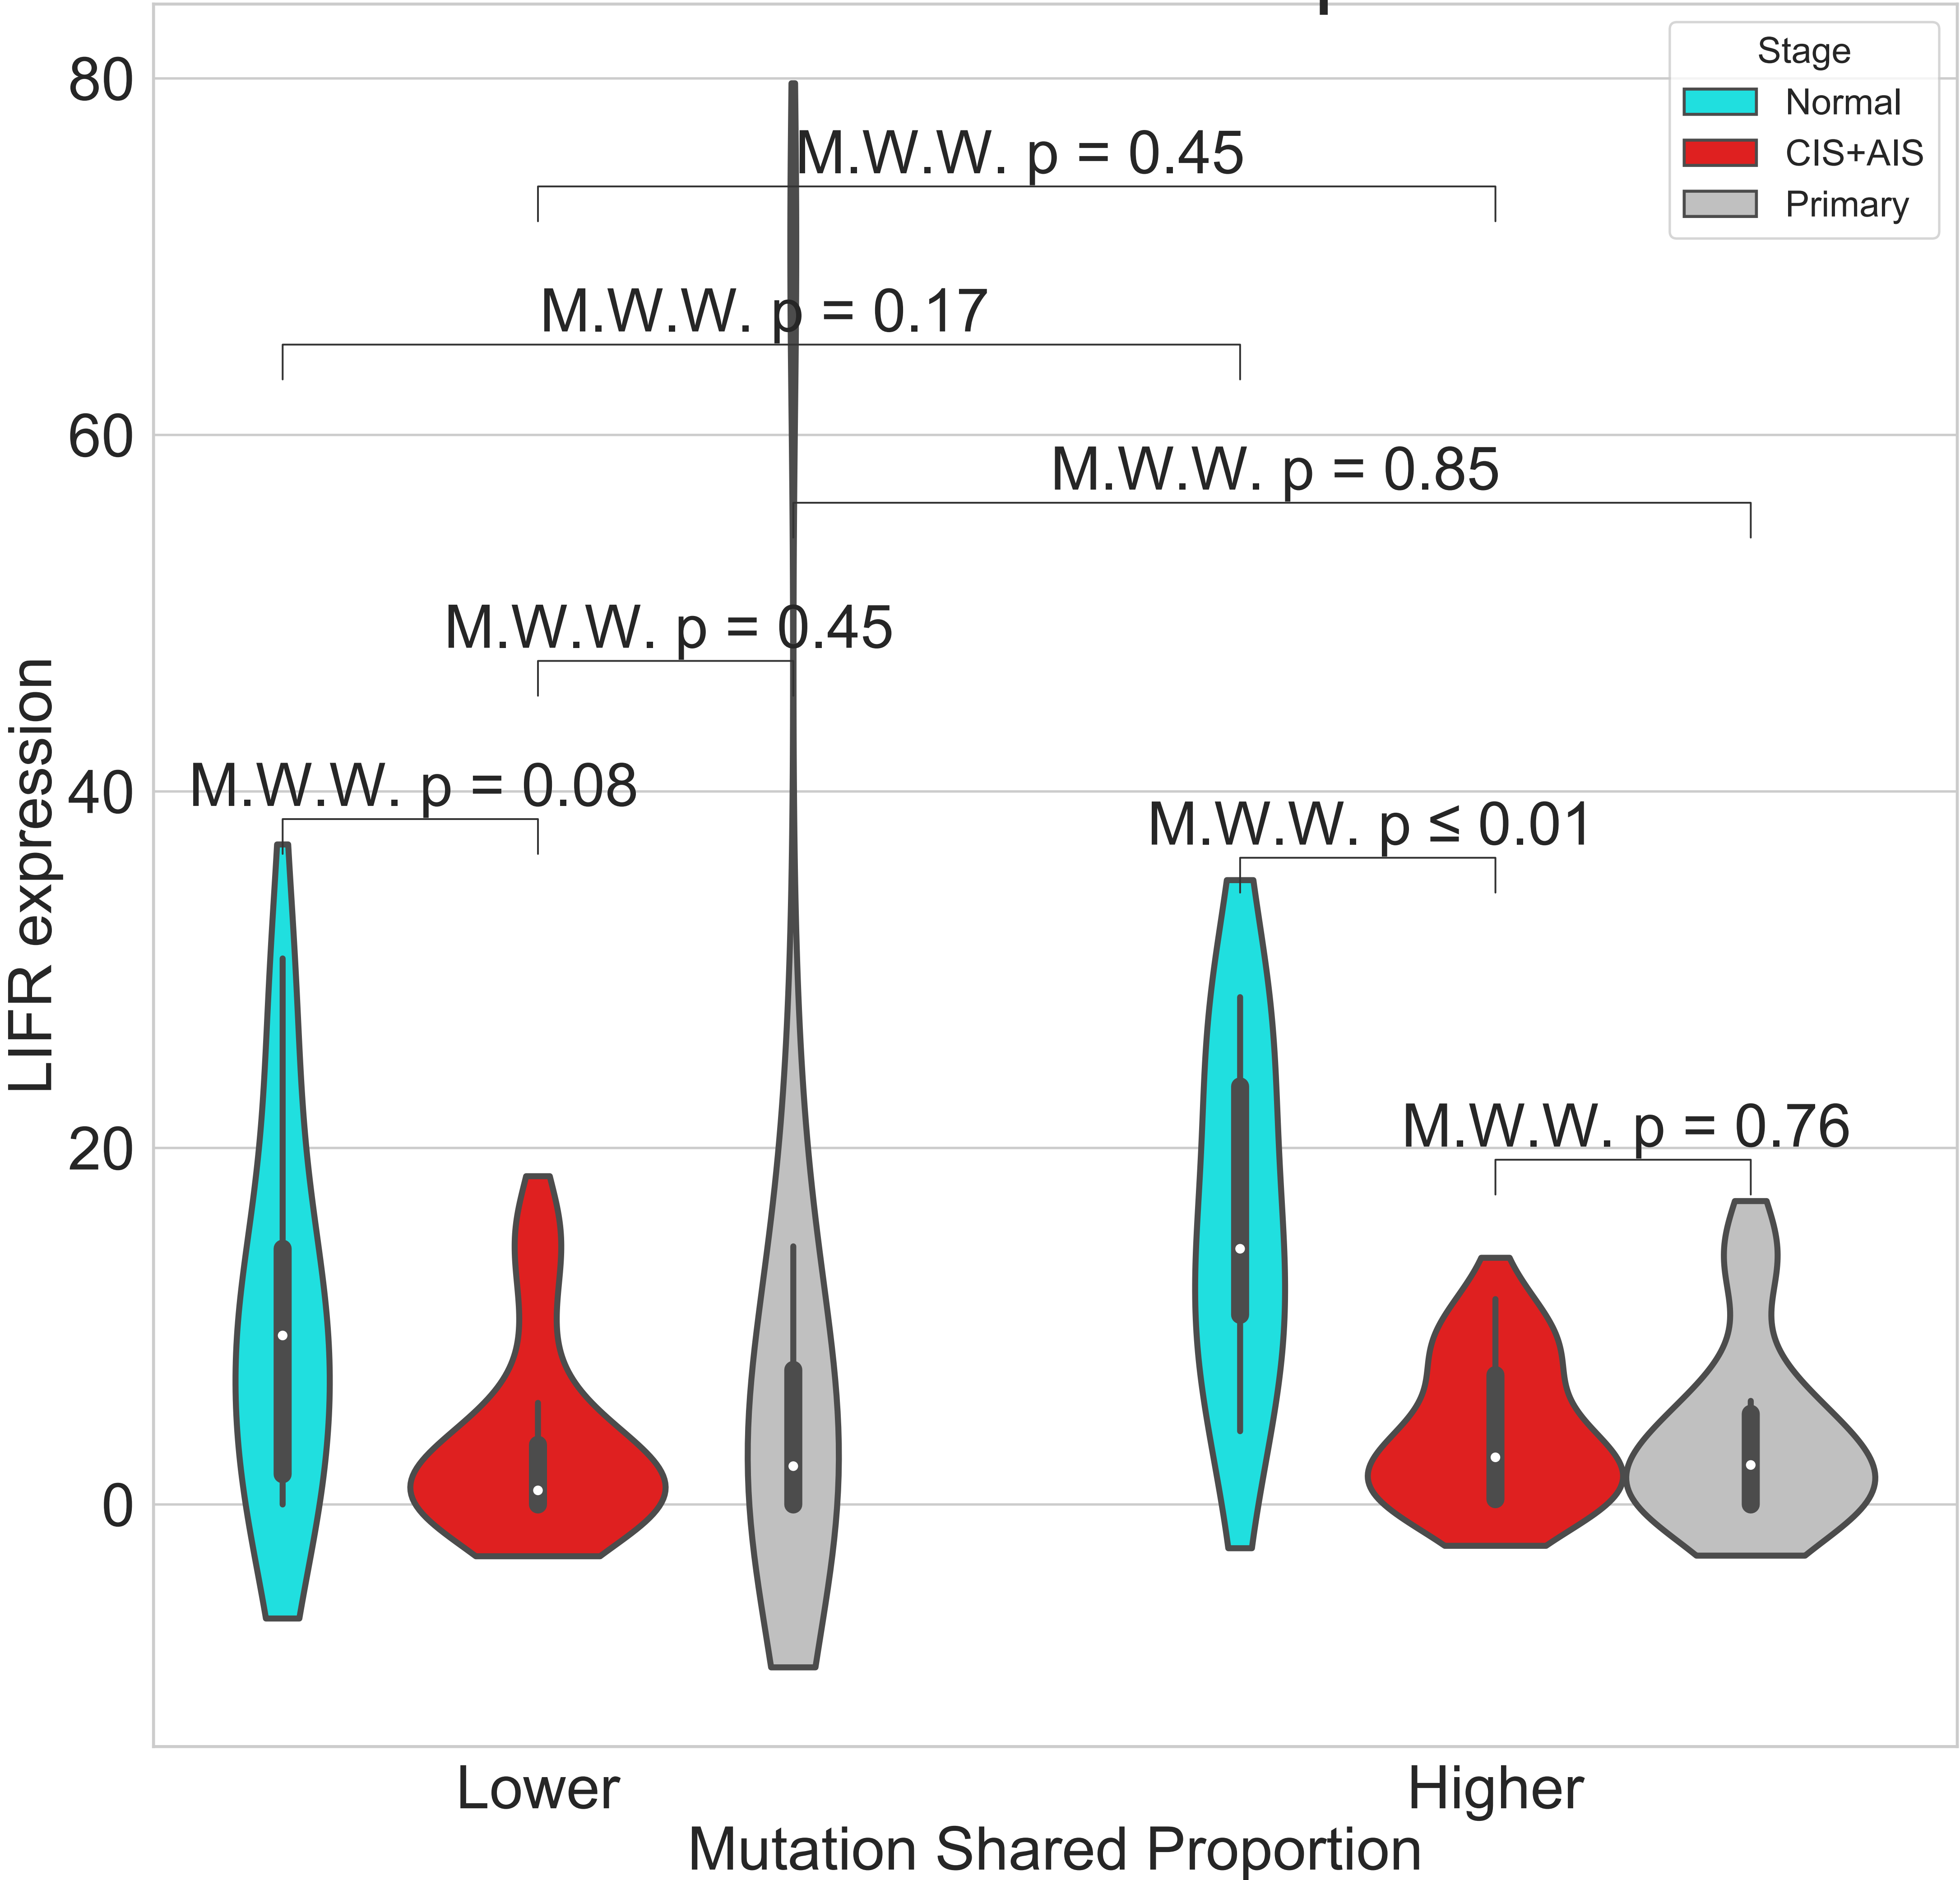 Stage
Normal
CIS+AIS
Primary
80
60
40
20
0
LIFR expression
M.W.W. p = 0.45
M.W.W. p = 0.17
M.W.W. p = 0.85
M.W.W. p = 0.45
M.W.W. p = 0.08
M.W.W. p ≤ 0.01
M.W.W. p = 0.76
Lower
Higher
Mutation Shared Proportion